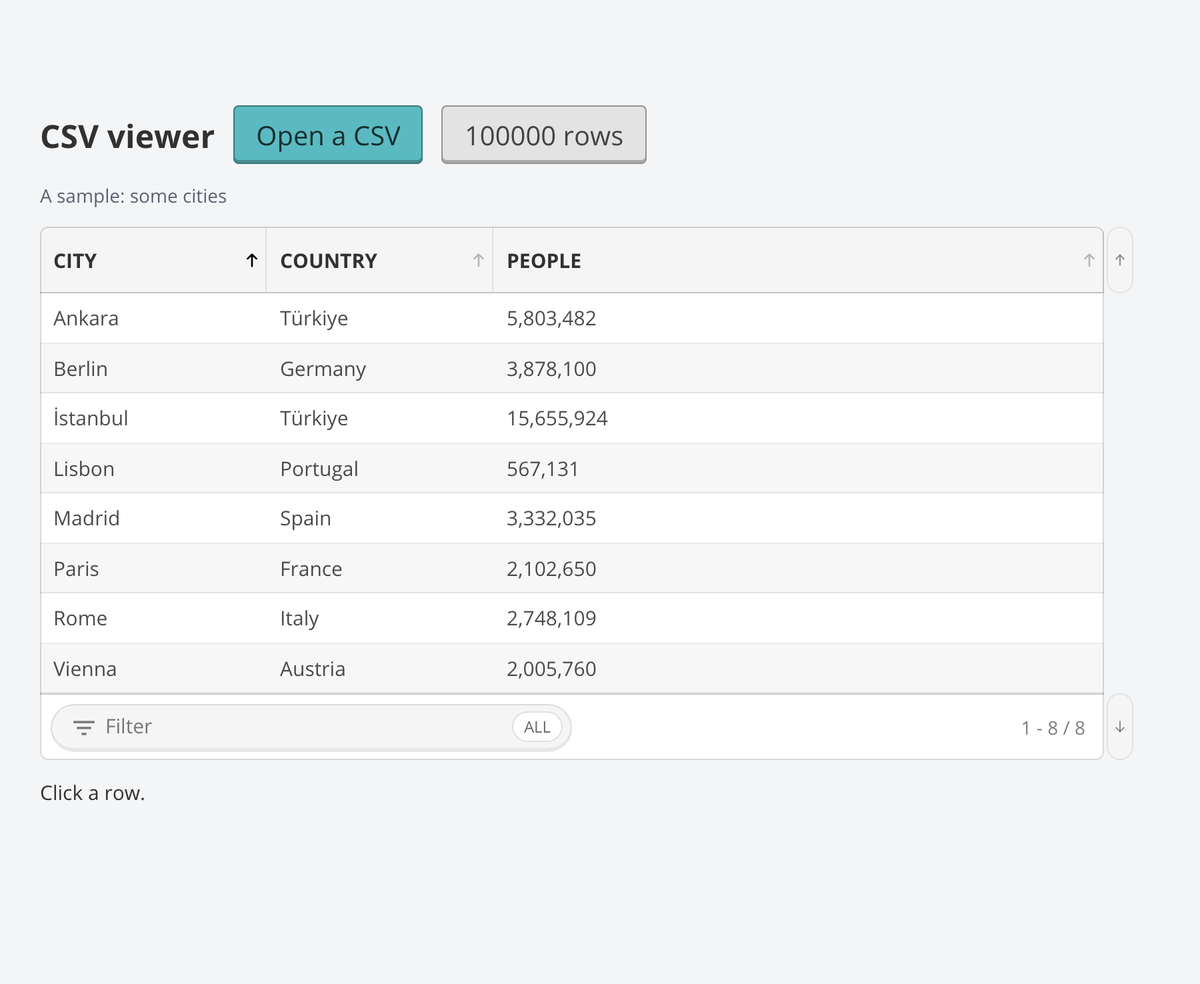 CSV viewer Open a CSV 100000 rows
A sample: some cities
CITY ↑ COUNTRY ↑ PEOPLE ↑ ↑
Ankara Türkiye 5,803,482
Berlin Germany 3,878,100
İstanbul Türkiye 15,655,924
Lisbon Portugal 567,131
Madrid Spain 3,332,035
Paris France 2,102,650
Rome Italy 2,748,109
Vienna Austria 2,005,760
Filter ALL 1 - 8 / 8 ↓
Click a row.